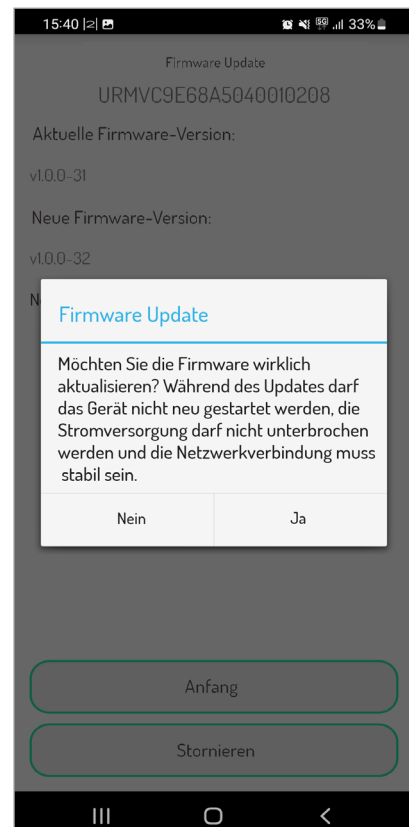 15:40 |2|
5G 33%
Firmware Update
URMVC9E68A5040010208
Aktuelle Firmware-Version:
v1.0.0-31
Neue Firmware-Version:
v1.0.0-32
Firmware Update
Möchten Sie die Firmware wirklich
aktualisieren? Während des Updates darf
das Gerät nicht neu gestartet werden, die
Stromversorgung darf nicht unterbrochen
werden und die Netzwerkverbindung muss
stabil sein.
Nein Ja
Anfang
Stornieren